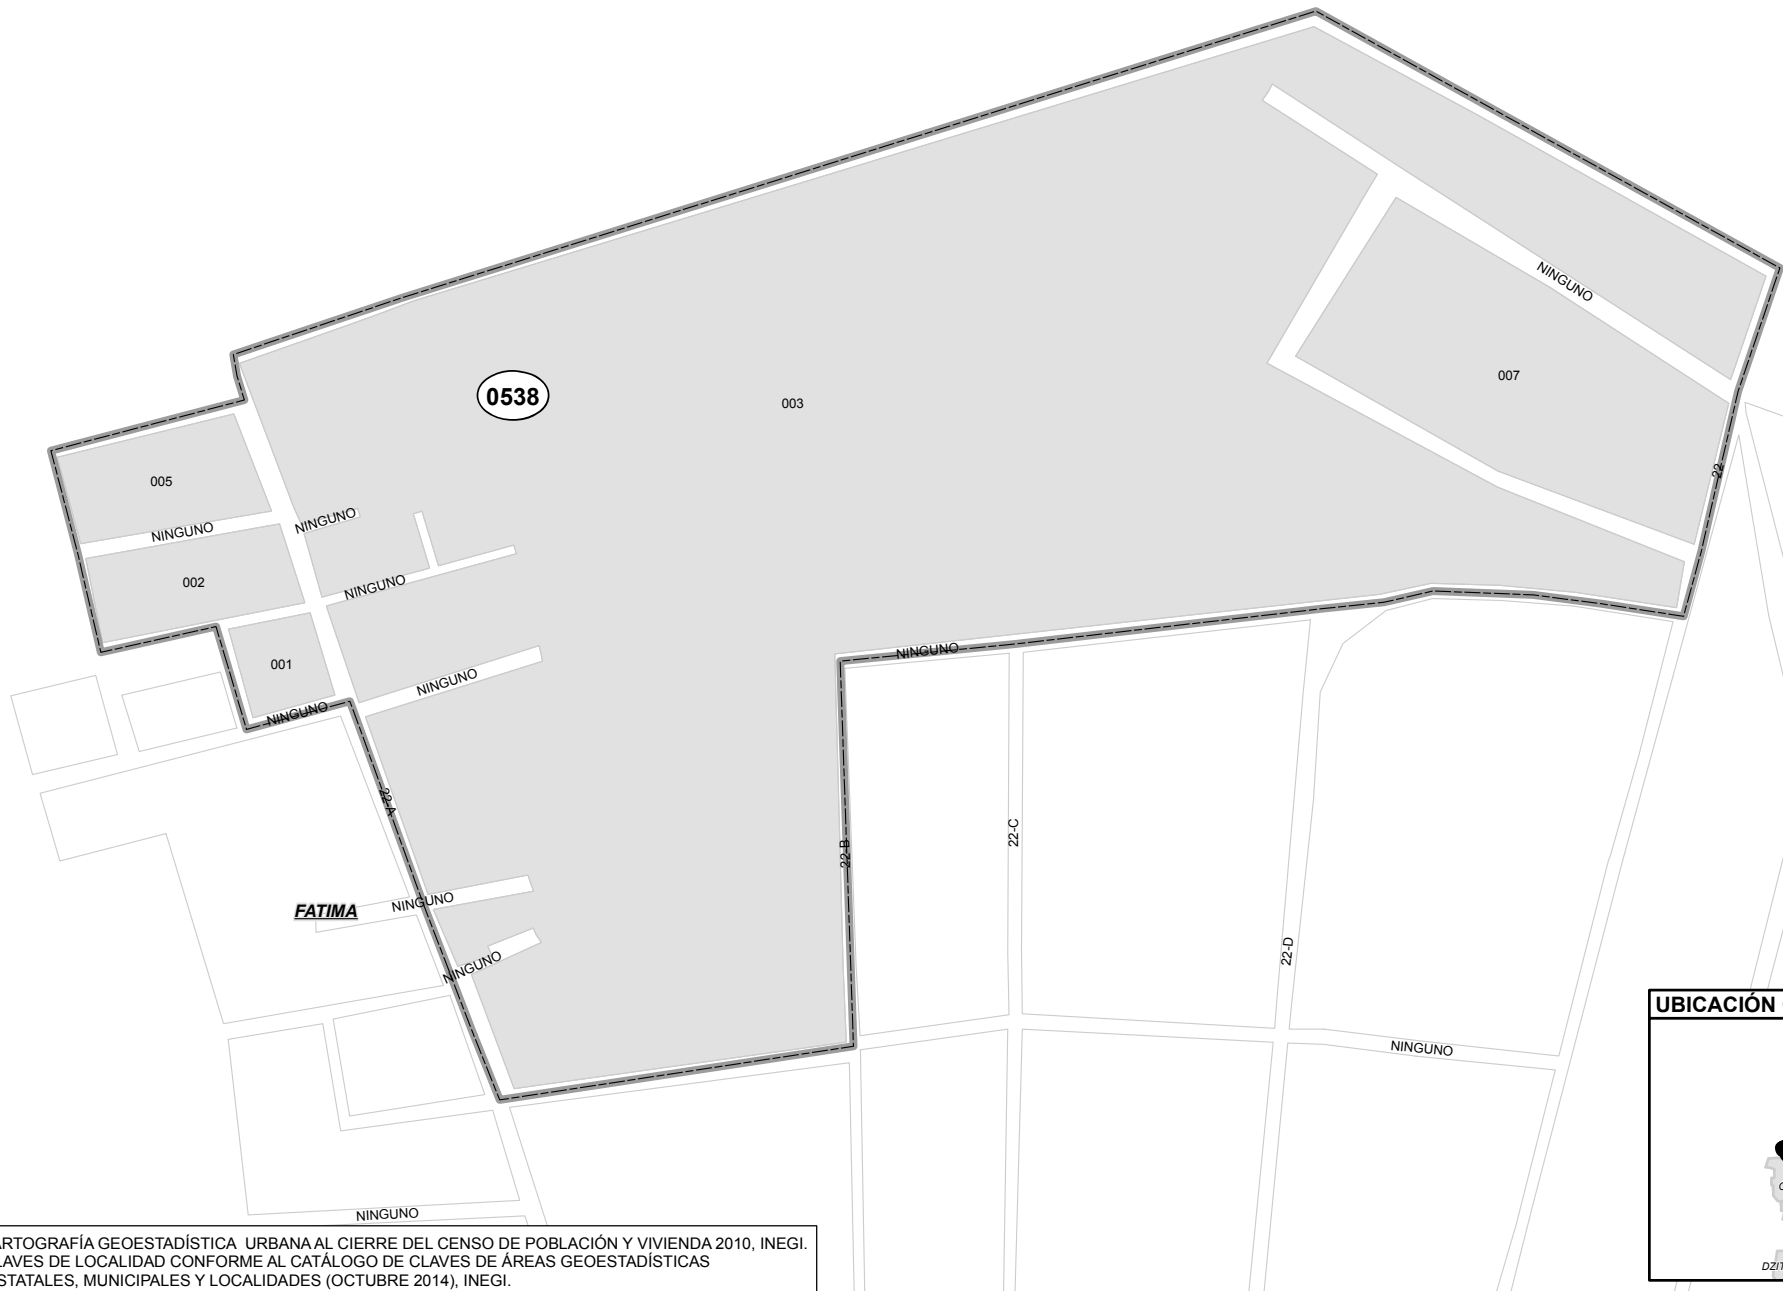 NINGUNO
007
0538
003
22
005
NINGUNO
NINGUNO
002
NINGUNO
NINGUNO
001
NINGUNO
NINGUNO
22-A
22-B
22-C
NINGUNO
FATIMA
22-D
NINGUNO
UBICACIÓN
NINGUNO
NINGUNO
ARTOGRAFÍA GEOESTADÍSTICA URBANA AL CIERRE DEL CENSO DE POBLACIÓN Y VIVIENDA 2010, INEGI.
LAVES DE LOCALIDAD CONFORME AL CATÁLOGO DE CLAVES DE ÁREAS GEOESTADÍSTICAS
STATALES, MUNICIPALES Y LOCALIDADES (OCTUBRE 2014), INEGI.
DZIT